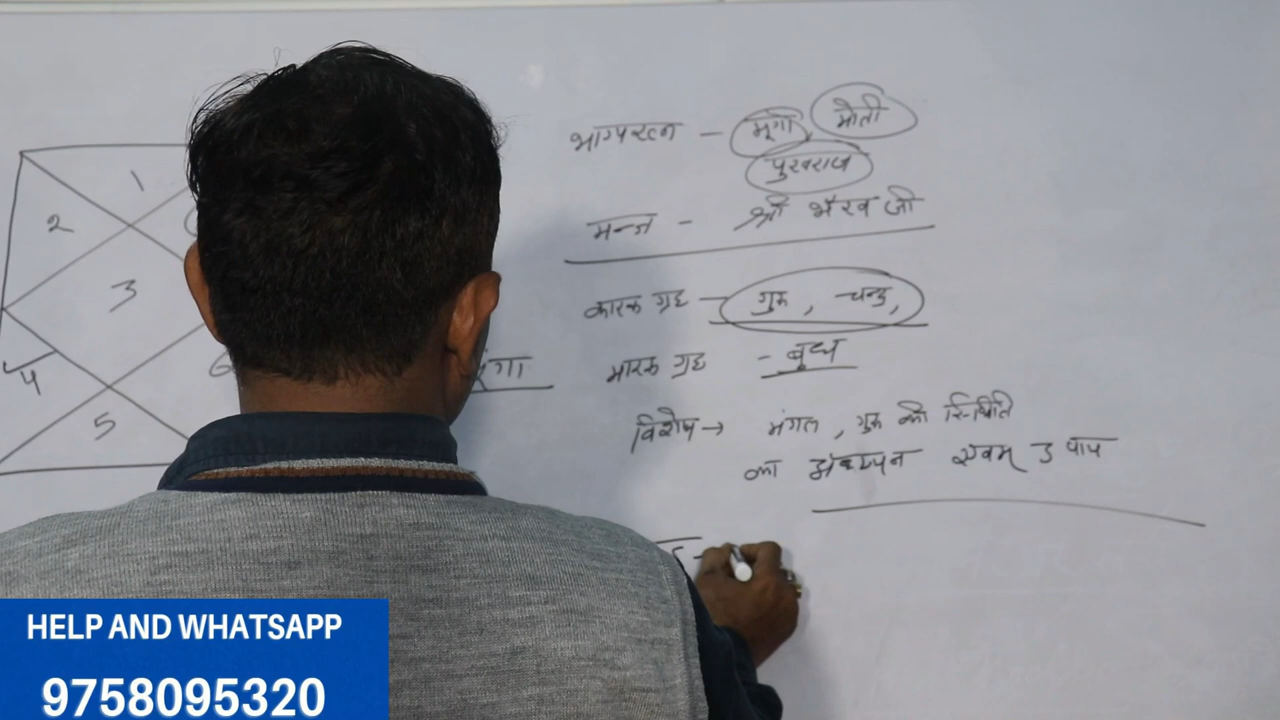 भाग्यरत्न - मूंगा मोती
पुखराज
मन्त्र - श्री भैरव जी
कारक ग्रह - गुरु, चन्द्र,
मारक ग्रह - बुध
विशेष → मंगल, गुरु की स्थिति
का अध्ययन एवम् उपाय
1
2
3
4
5
HELP AND WHATSAPP
9758095320